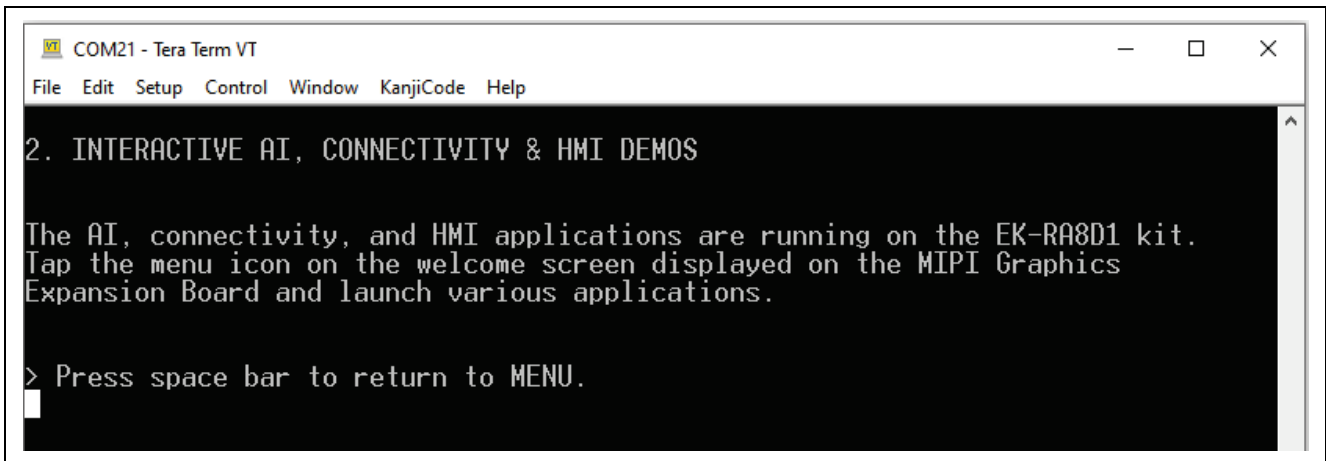 COM21 - Tera Term VT
File Edit Setup Control Window KanjiCode Help
2. INTERACTIVE AI, CONNECTIVITY & HMI DEMOS
The AI, connectivity, and HMI applications are running on the EK-RA8D1 kit.
Tap the menu icon on the welcome screen displayed on the MIPI Graphics
Expansion Board and launch various applications.
> Press space bar to return to MENU.